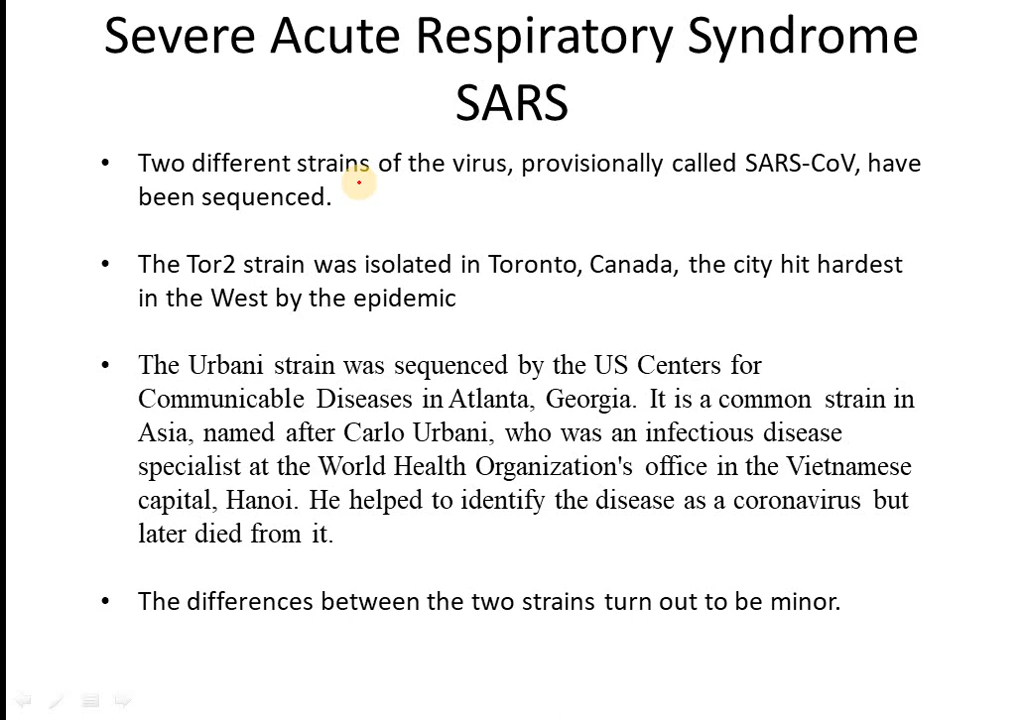 Severe Acute Respiratory Syndrome
SARS
• Two different strains of the virus, provisionally called SARS-CoV, have
been sequenced.
• The Tor2 strain was isolated in Toronto, Canada, the city hit hardest
in the West by the epidemic
• The Urbani strain was sequenced by the US Centers for
Communicable Diseases in Atlanta, Georgia. It is a common strain in
Asia, named after Carlo Urbani, who was an infectious disease
specialist at the World Health Organization's office in the Vietnamese
capital, Hanoi. He helped to identify the disease as a coronavirus but
later died from it.
• The differences between the two strains turn out to be minor.